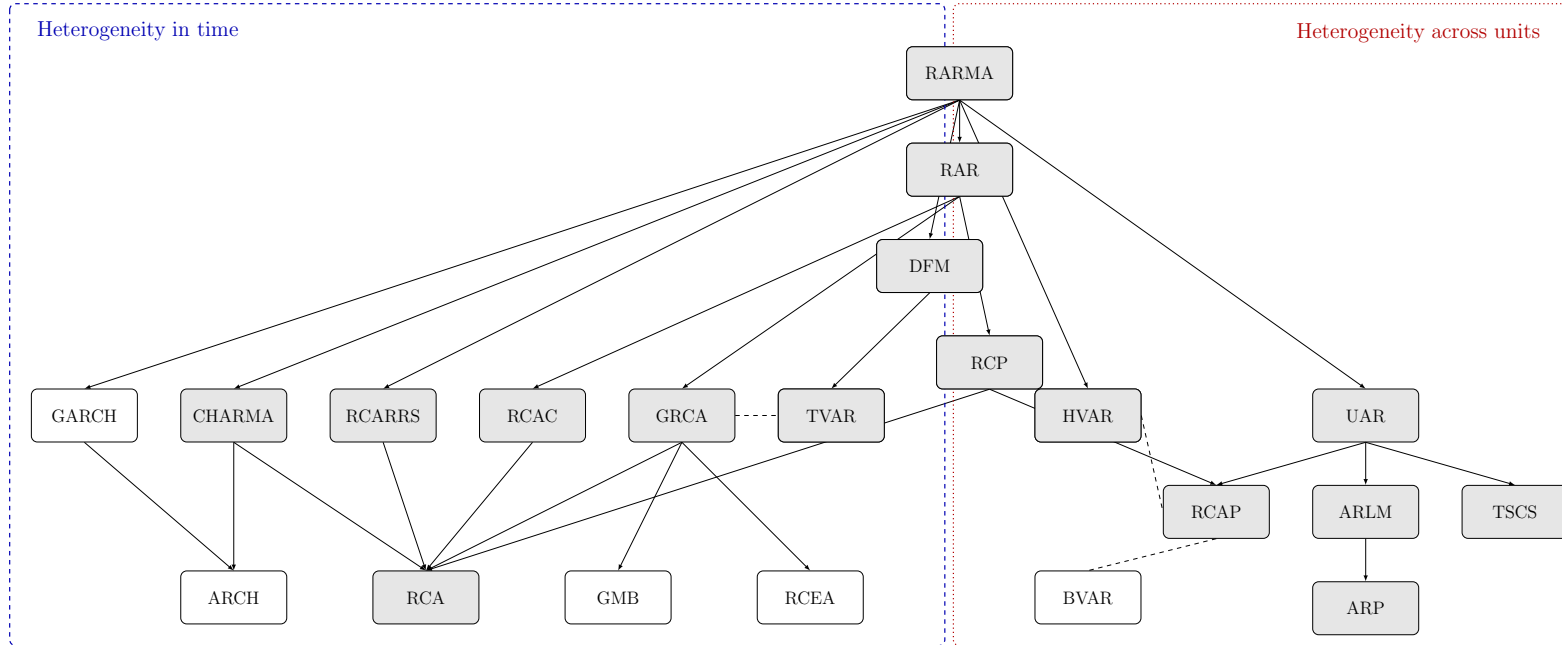 Heterogeneity in time
Heterogeneity across units
RARMA
RAR
DFM
RCP
GARCH
CHARMA
RCARRS
RCAC
GRCA
TVAR
HVAR
UAR
RCAP
ARLM
TSCS
ARCH
RCA
GMB
RCEA
BVAR
ARP